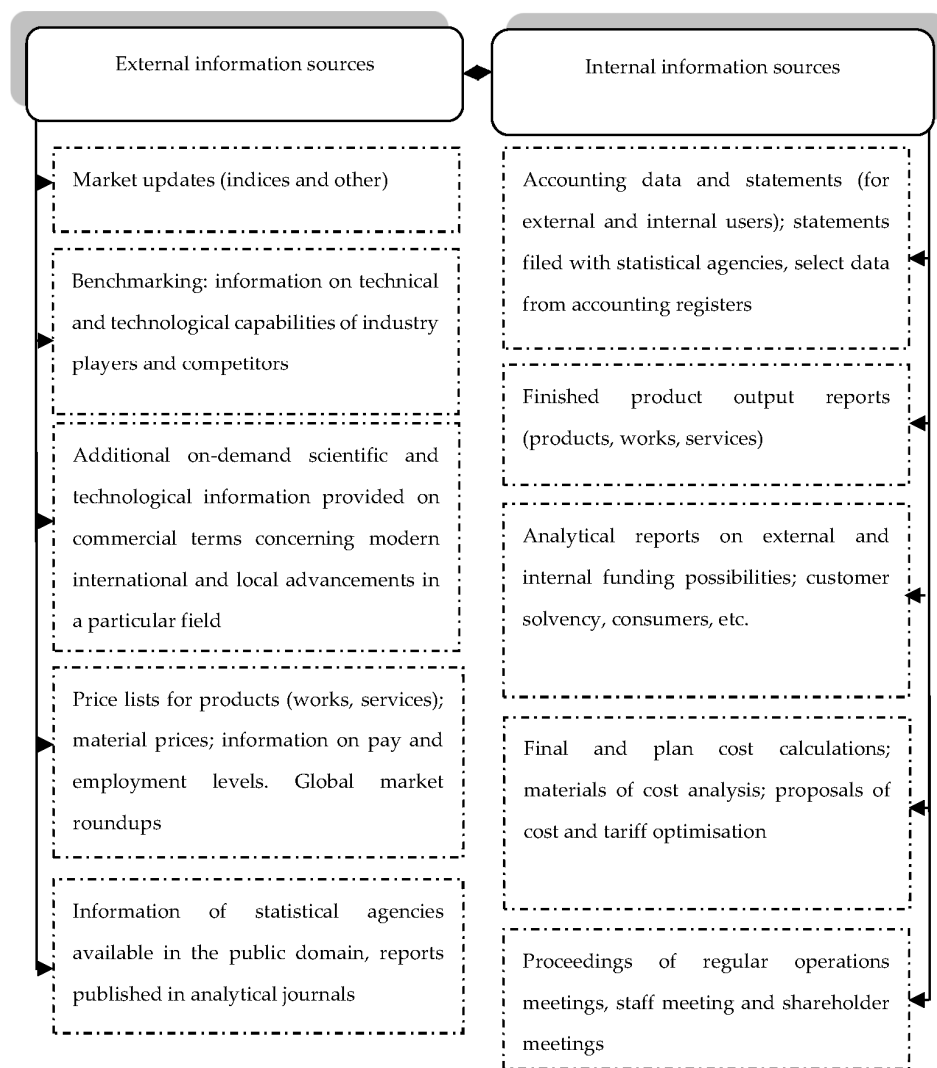 External information sources
Market updates (indices and other)
Benchmarking: information on technical
and technological capabilities of industry
players and competitors
Additional on-demand scientific and
technological information provided on
commercial terms concerning modern
international and local advancements in
a particular field
Price lists for products (works, services);
material prices; information on pay and
employment levels. Global market
roundups
Information of statistical agencies
available in the public domain, reports
published in analytical journals
Internal information sources
Accounting data and statements (for
external and internal users); statements
filed with statistical agencies, select data
from accounting registers
Finished product output reports
(products, works, services)
Analytical reports on external and
internal funding possibilities; customer
solvency, consumers, etc.
Final and plan cost calculations;
materials of cost analysis; proposals of
cost and tariff optimisation
Proceedings of regular operations
meetings, staff meeting and shareholder
meetings